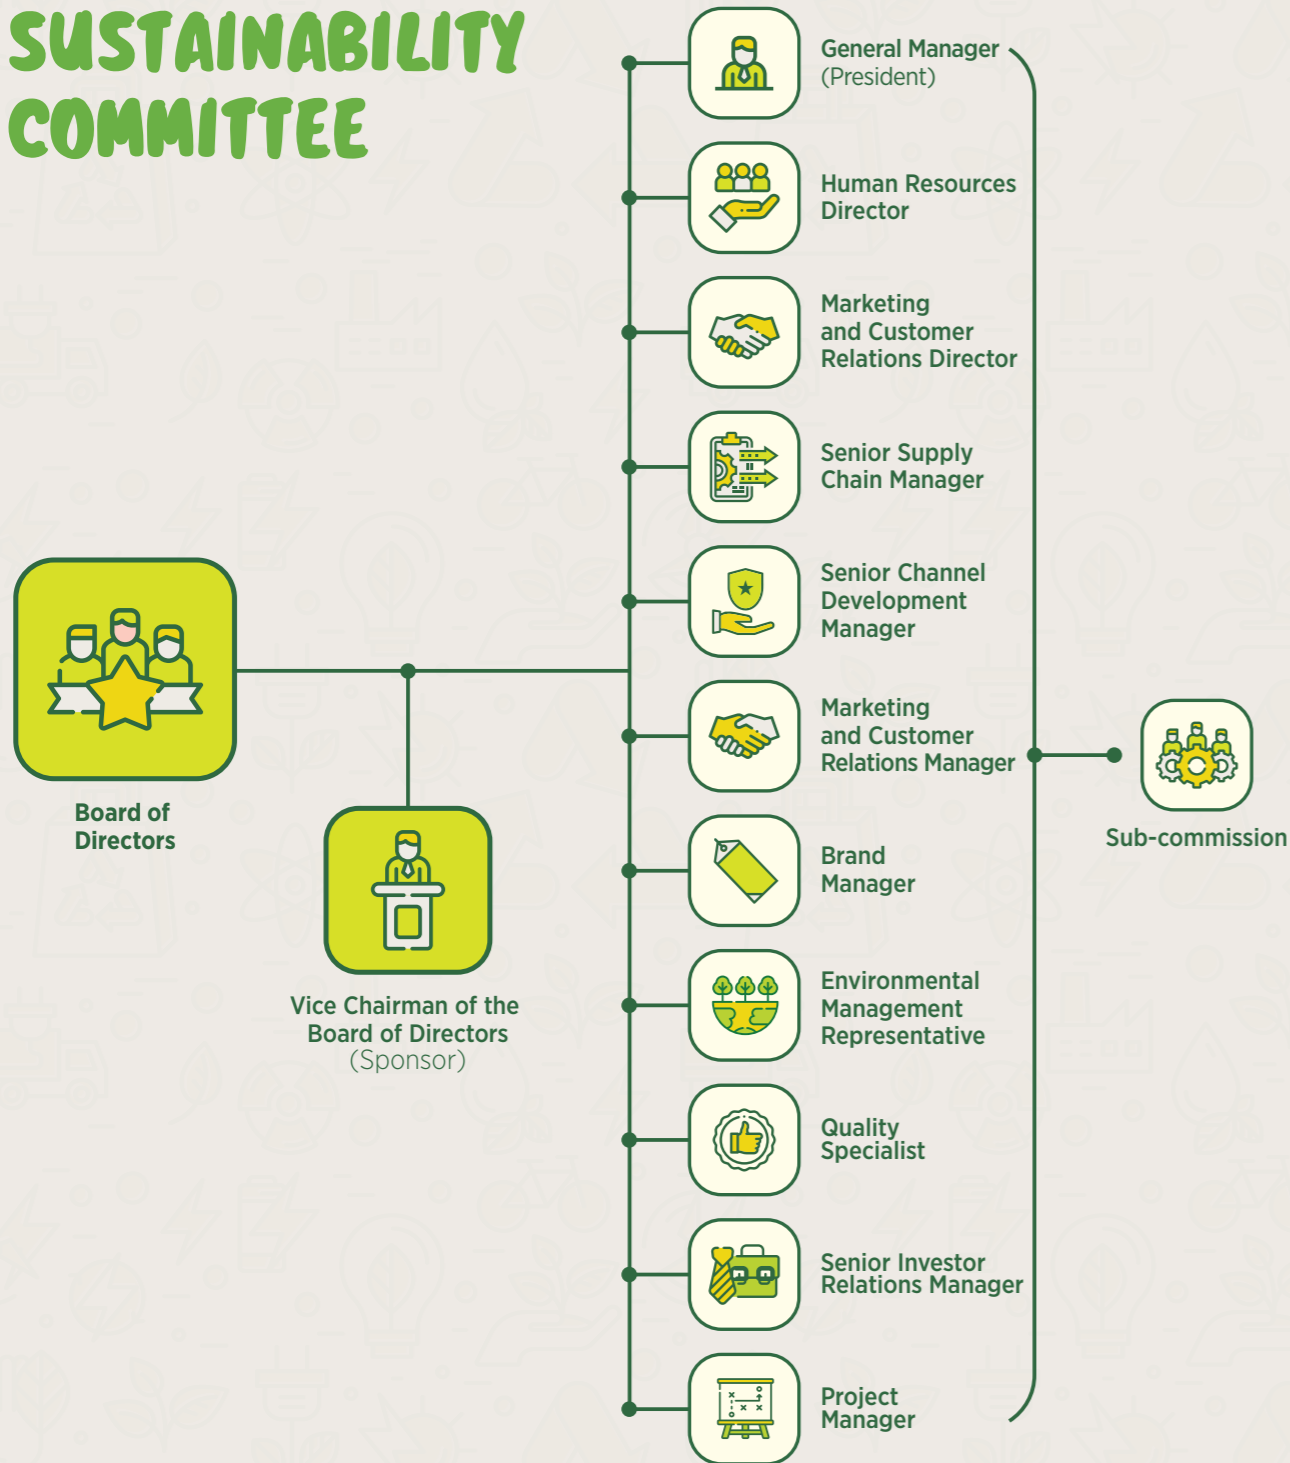 SUSTAINABILITY
COMMITTEE
General Manager
(President)
Human Resources
Director
Marketing
and Customer
Relations Director
Senior Supply
Chain Manager
Senior Channel
Development
Manager
Marketing
and Customer
Relations Manager
Brand
Manager
Environmental
Management
Representative
Quality
Specialist
Senior Investor
Relations Manager
Project
Manager
Board of
Directors
Vice Chairman of the
Board of Directors
(Sponsor)
Sub-commission